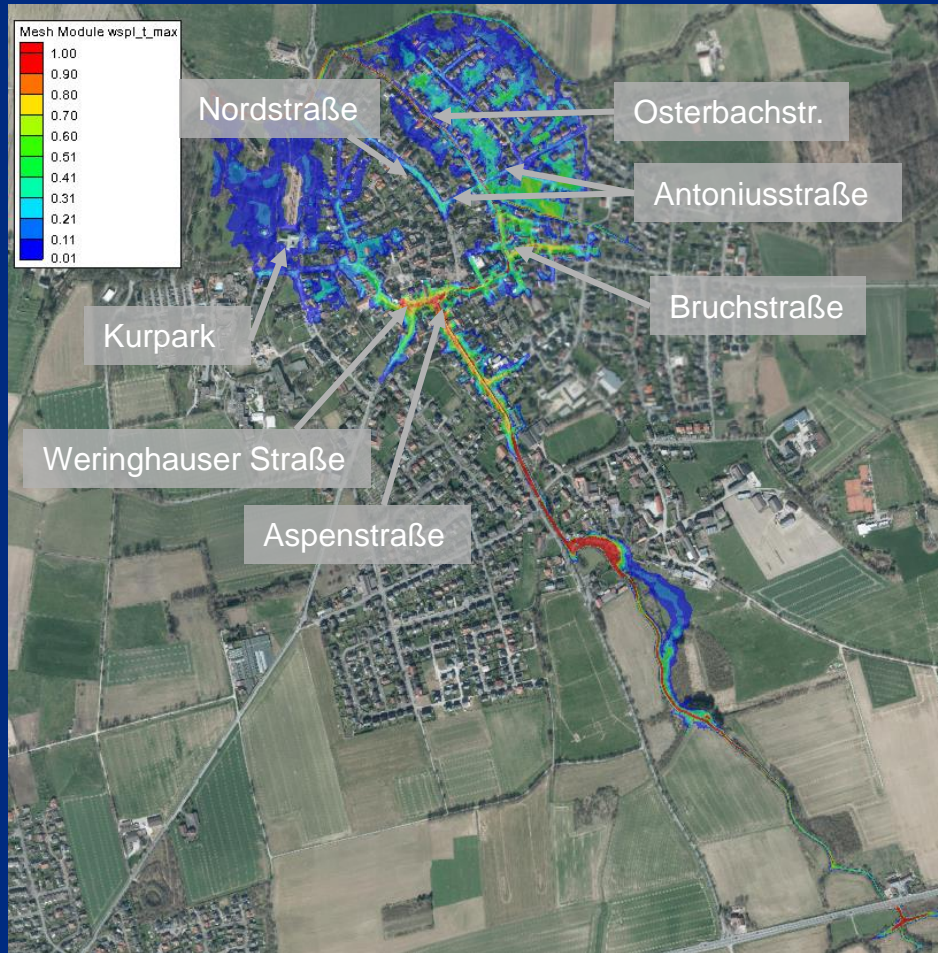 Mesh Module wspl_t_max
1.00
0.90
0.80
0.70
0.60
0.51
0.41
0.31
0.21
0.11
0.01
Nordstraße
Osterbachstr.
Antoniusstraße
Bruchstraße
Kurpark
Weringhauser Straße
Aspenstraße